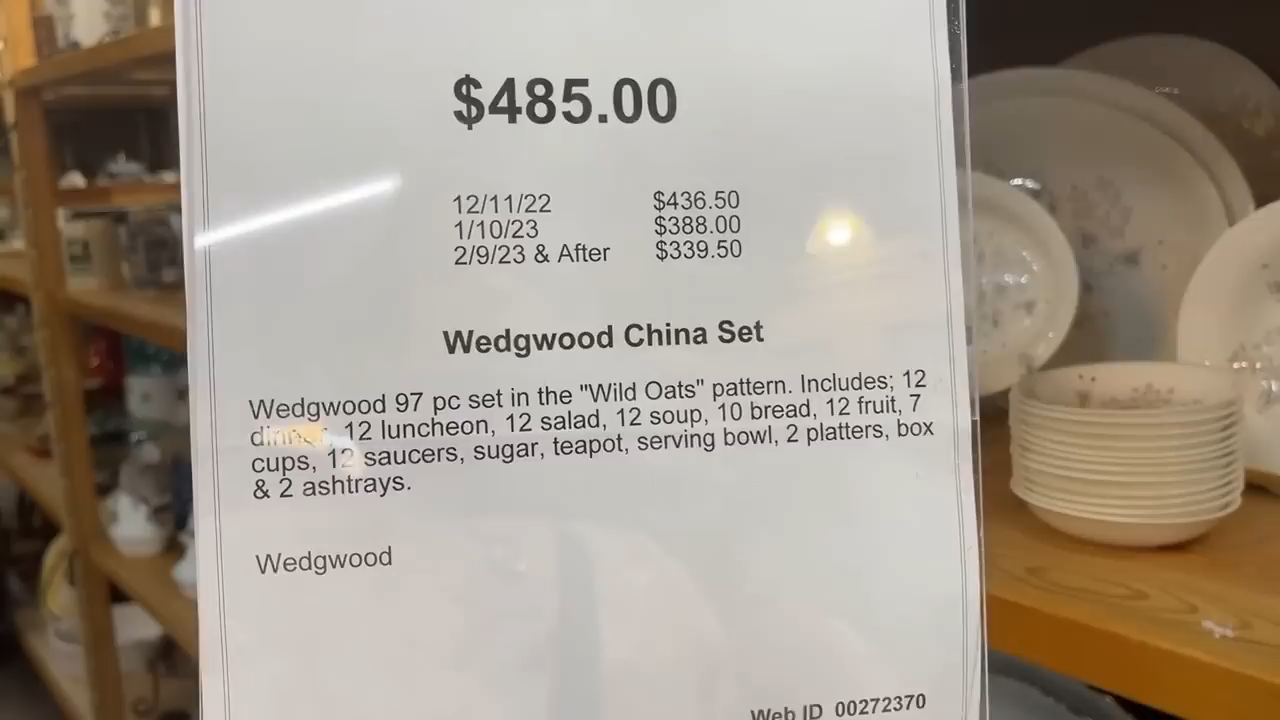 $485.00
12/11/22 $436.50
1/10/23 $388.00
2/9/23 & After $339.50
Wedgwood China Set
Wedgwood 97 pc set in the "Wild Oats" pattern. Includes; 12
dinner, 12 luncheon, 12 salad, 12 soup, 10 bread, 12 fruit, 7
cups, 12 saucers, sugar, teapot, serving bowl, 2 platters, box
& 2 ashtrays.
Wedgwood
Web ID 00272370